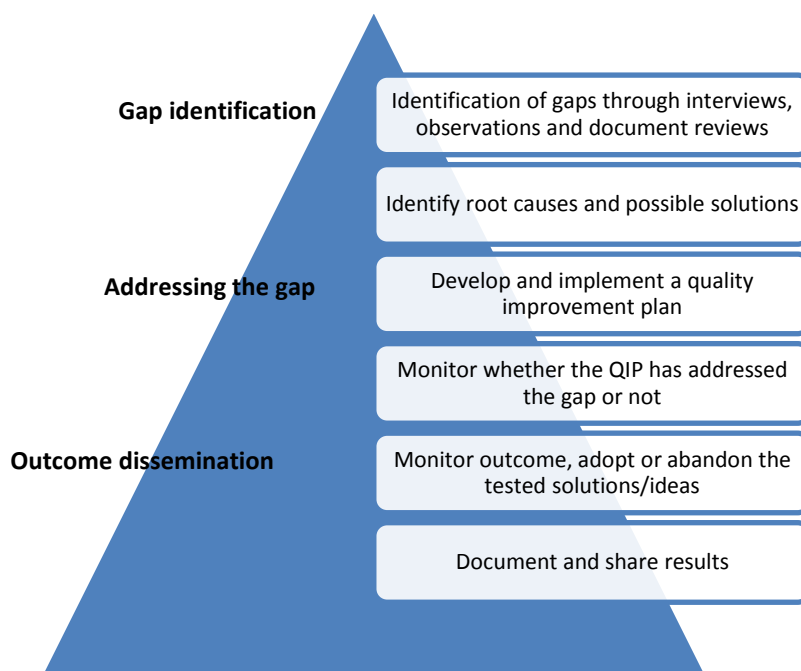 Gap identification
Identification of gaps through interviews,
observations and document reviews
Identify root causes and possible solutions
Addressing the gap
Develop and implement a quality
improvement plan
Monitor whether the QIP has addressed
the gap or not
Outcome dissemination
Monitor outcome, adopt or abandon the
tested solutions/ideas
Document and share results